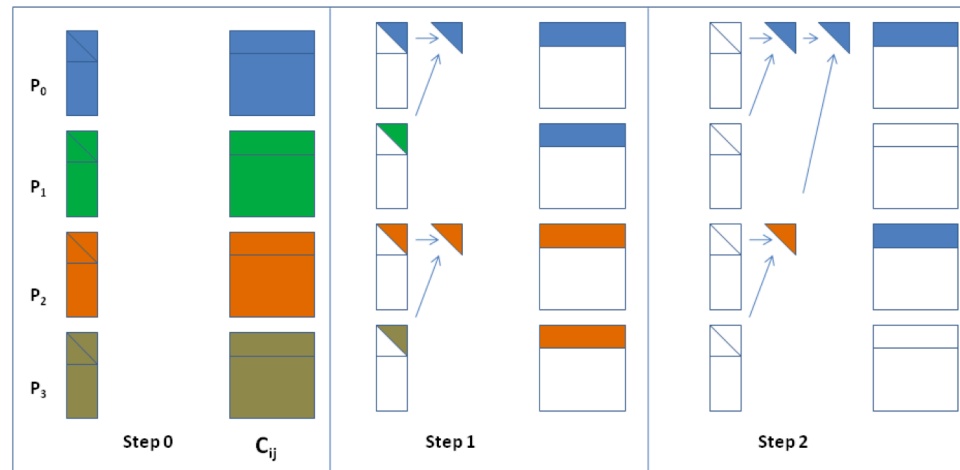 P₀
P₁
P₂
P₃
Step 0
Cᵢⱼ
Step 1
Step 2